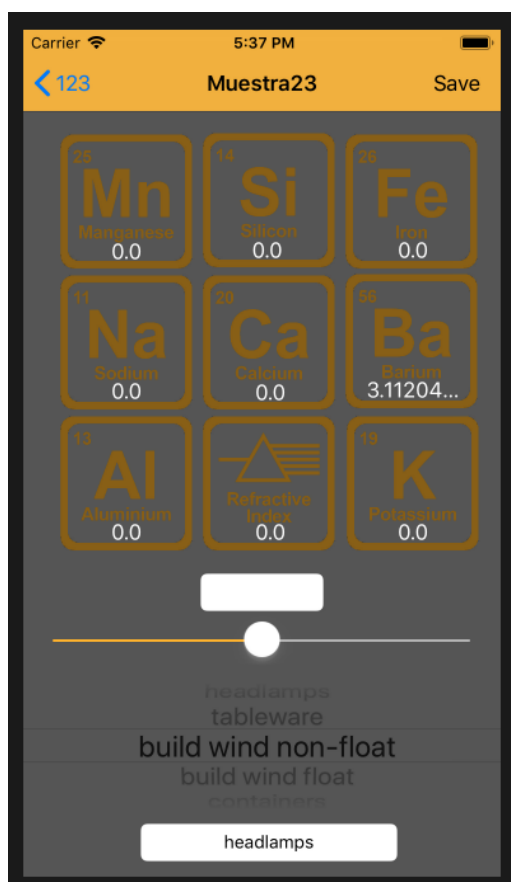 Carrier 5:37 PM
123 Muestra23 Save
25 14 26
Mn Si Fe
Manganese Silicon Iron
0.0 0.0 0.0
11 20 56
Na Ca Ba
Sodium Calcium Barium
0.0 0.0 3.11204...
13 19
Al K
Aluminium Refractive Index Potassium
0.0 0.0 0.0
headlamps
tableware
build wind non-float
build wind float
containers
headlamps